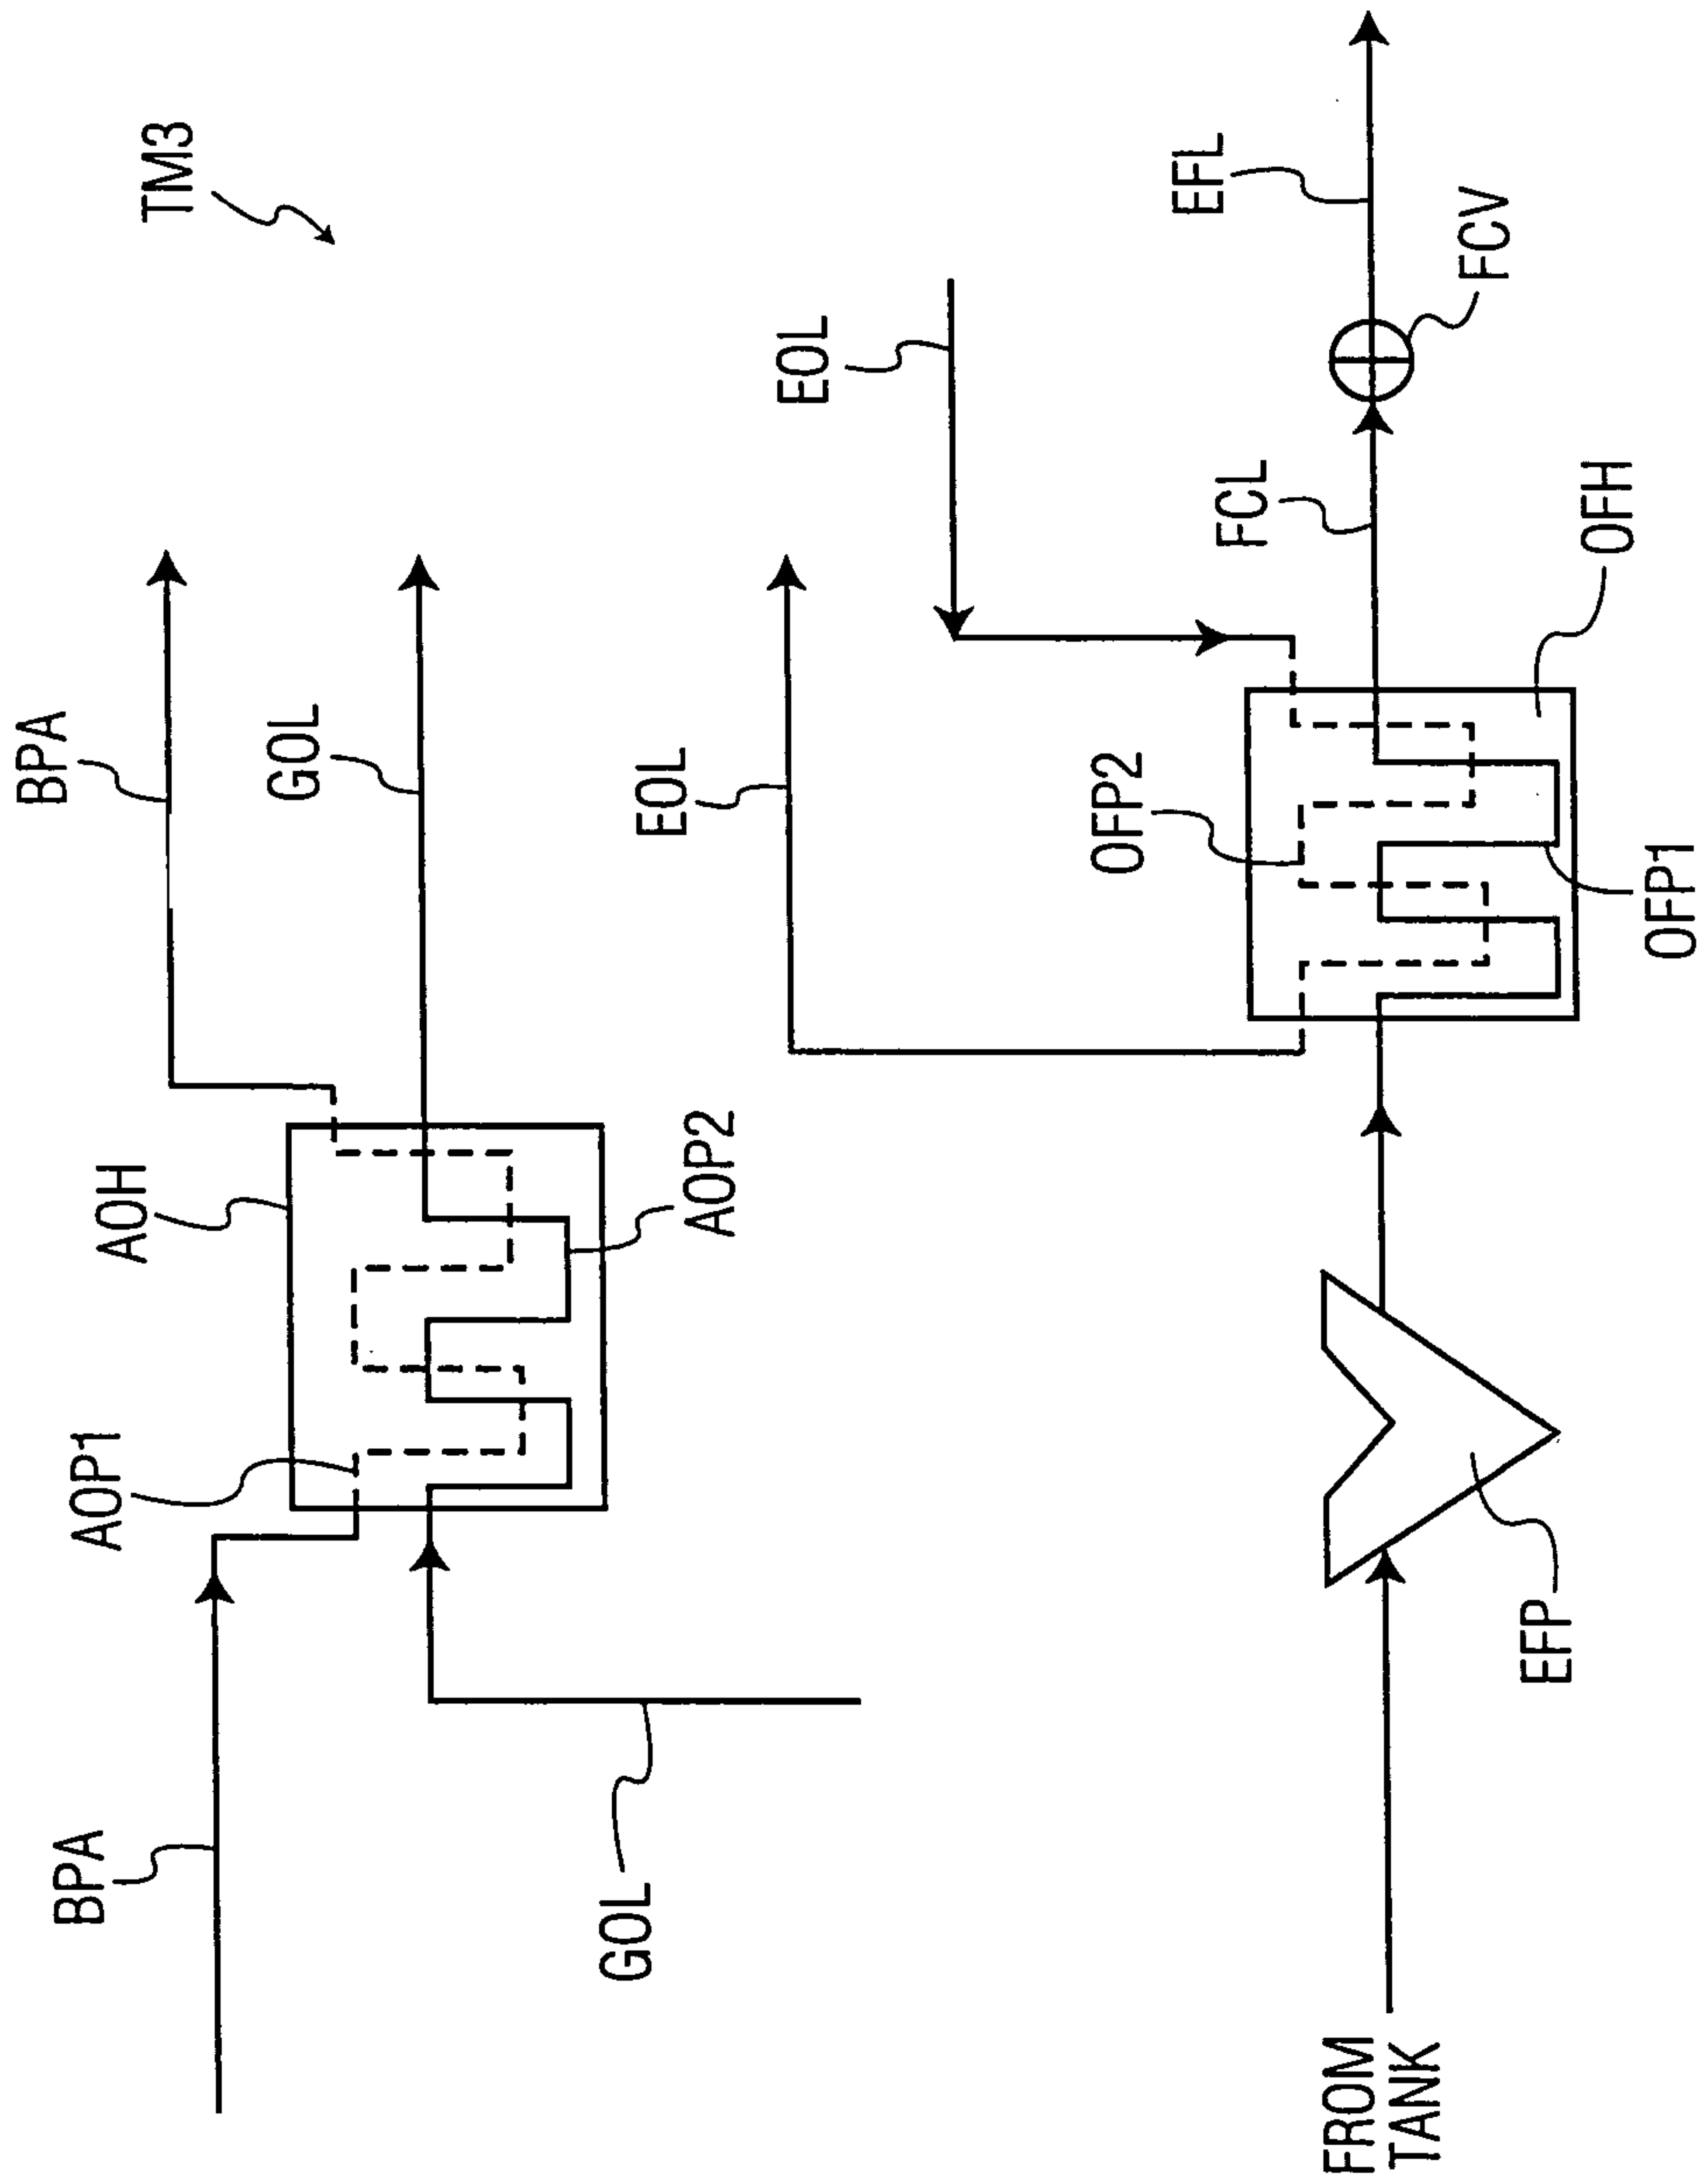 TM3
BPA
BPA
AOP1
AOH
GOL
GOL
AOP2
EOL
EOL
OFP2
FCL
EFL
FROM
TANK
EFP
OFP1
OFH
FCV